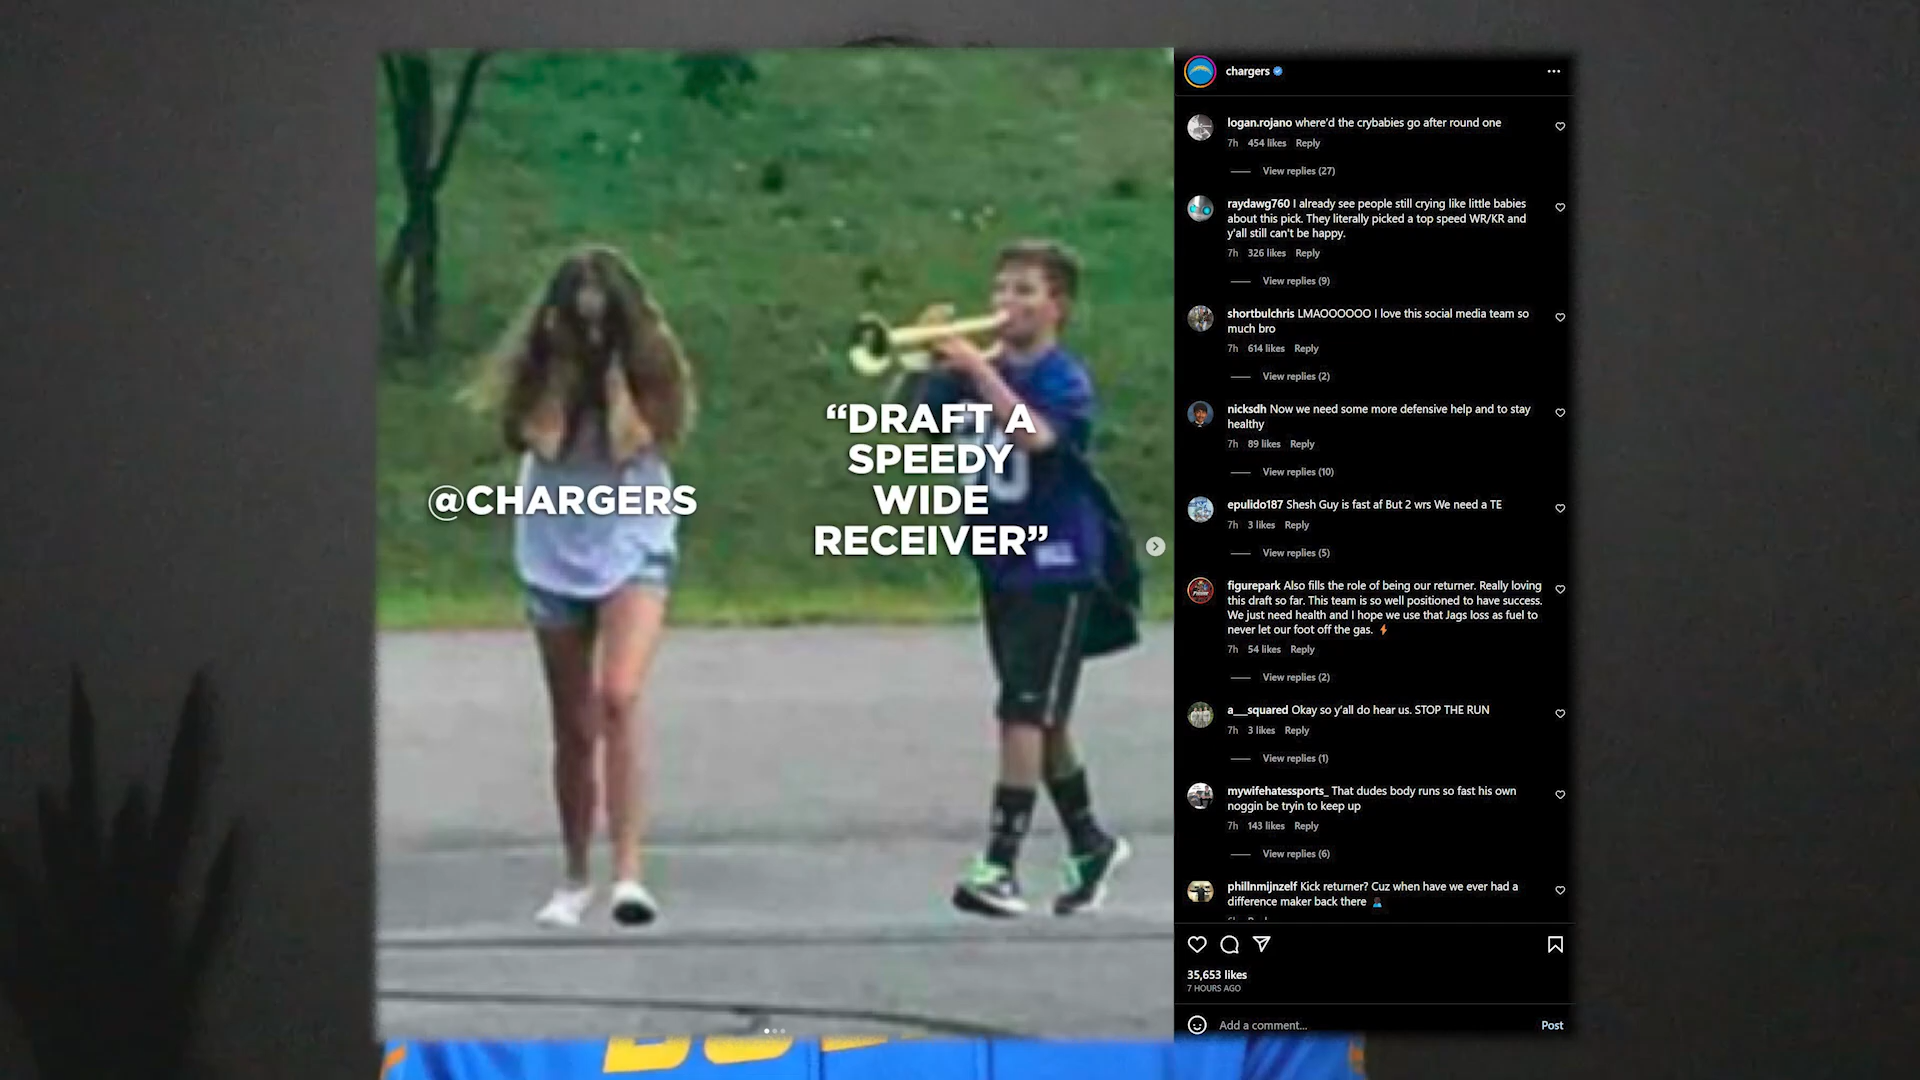 @CHARGERS
“DRAFT A
SPEEDY
WIDE
RECEIVER”
chargers
logan.rojano where'd the crybabies go after round one
7h 454 likes Reply
View replies (27)
raydawg760 I already see people still crying like little babies
about this pick. They literally picked a top speed WR/KR and
y'all still can't be happy.
7h 326 likes Reply
View replies (9)
shortbulchris LMAOOOOOO I love this social media team so
much bro
7h 614 likes Reply
View replies (2)
nicksdh Now we need some more defensive help and to stay
healthy
7h 89 likes Reply
View replies (10)
epulido187 Shesh Guy is fast af But 2 wrs We need a TE
7h 3 likes Reply
View replies (5)
figurepark Also fills the role of being our returner. Really loving
this draft so far. This team is so well positioned to have success.
We just need health and I hope we use that Jags loss as fuel to
never let our foot off the gas.
7h 54 likes Reply
View replies (2)
a___squared Okay so y'all do hear us. STOP THE RUN
7h 3 likes Reply
View replies (1)
mywifehatessports_ That dudes body runs so fast his own
noggin be tryin to keep up
7h 143 likes Reply
View replies (6)
phillnmijnzelf Kick returner? Cuz when have we ever had a
difference maker back there
35,653 likes
7 HOURS AGO
Add a comment...
Post